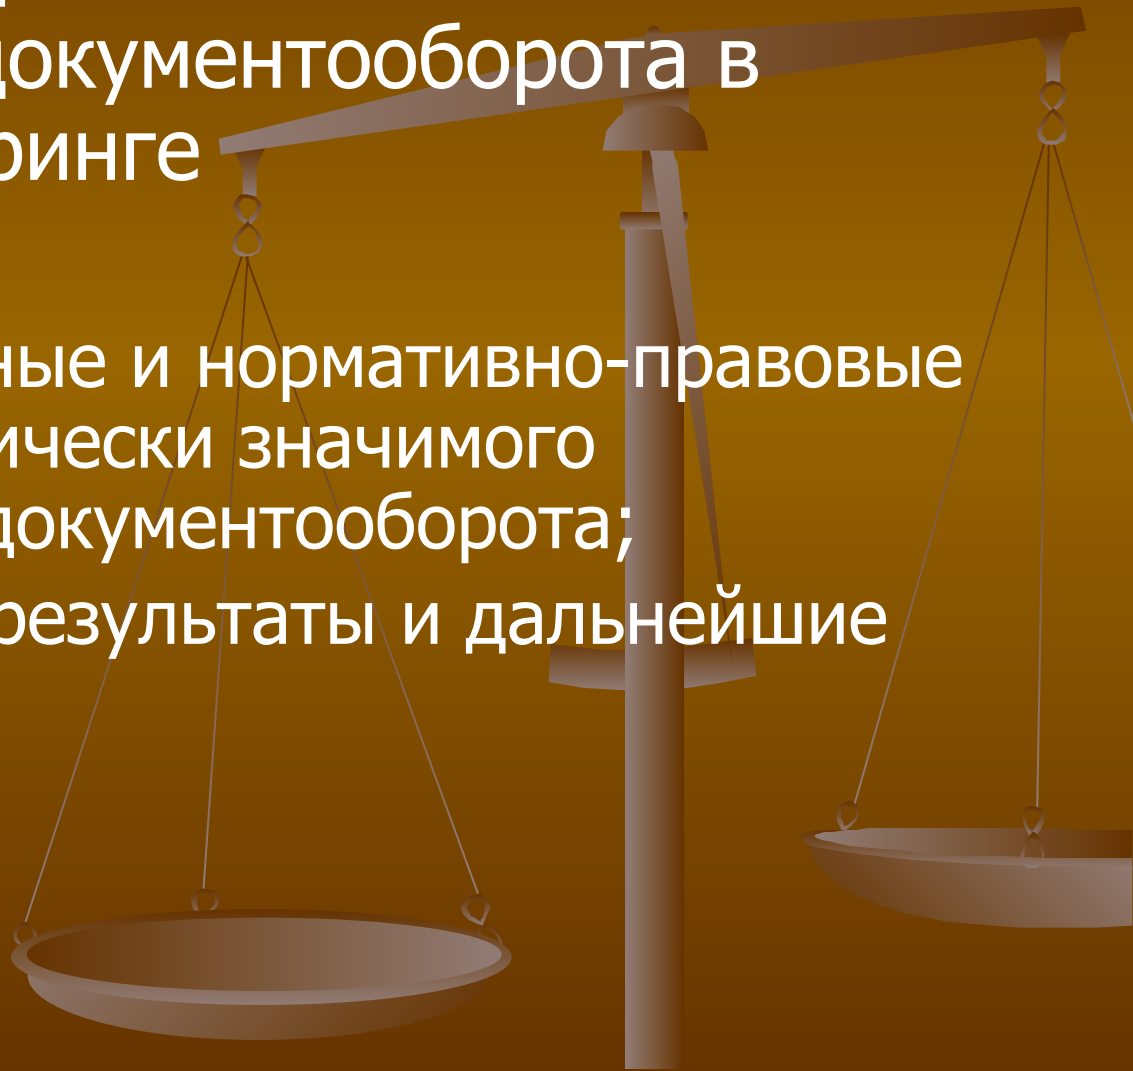 документооборота в
ринге
ные и нормативно-правовые
ически значимого
документооборота;
результаты и дальнейшие